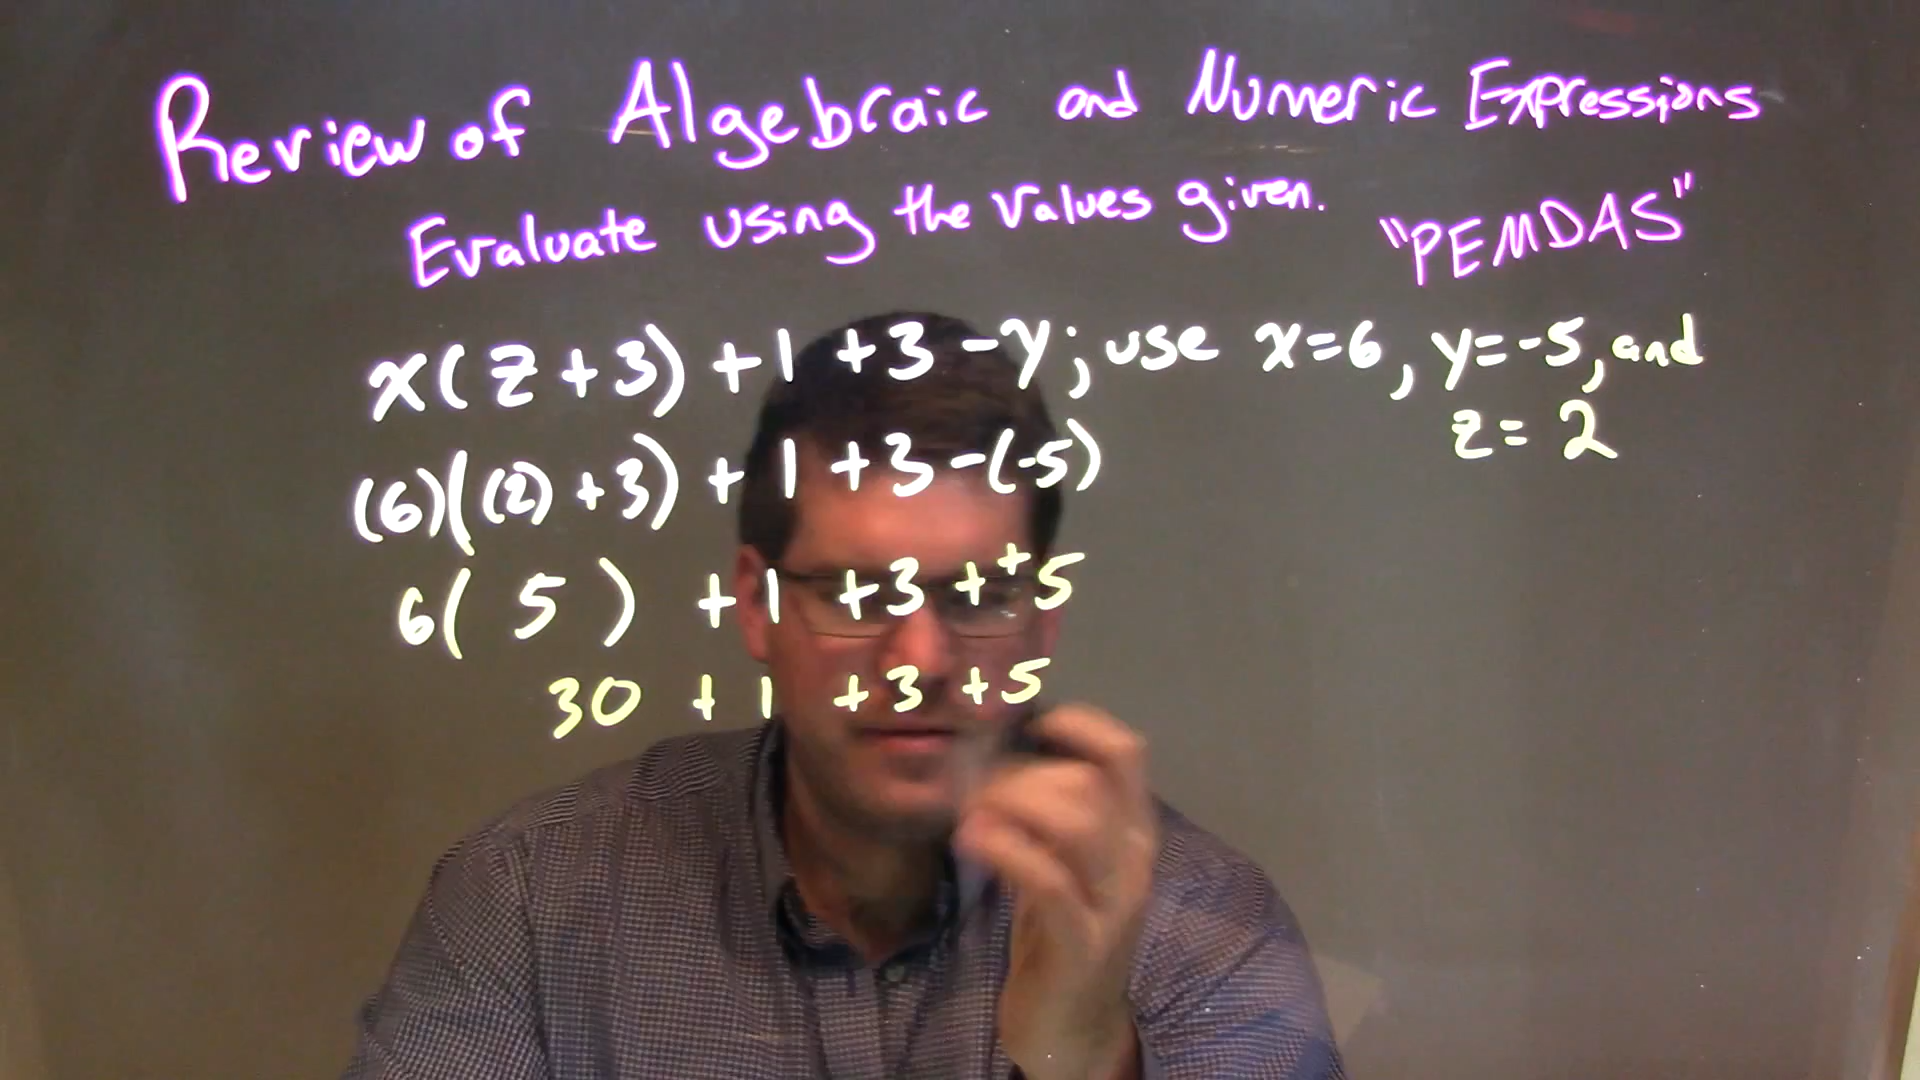 Review of Algebraic and Numeric Expressions
Evaluate using the values given. "PEMDAS"
x(z+3)+1+3-y; use x=6, y=-5, and
z=2
(6)((2)+3)+1+3-(-5)
6(5)+1+3++5
30+1+3+5